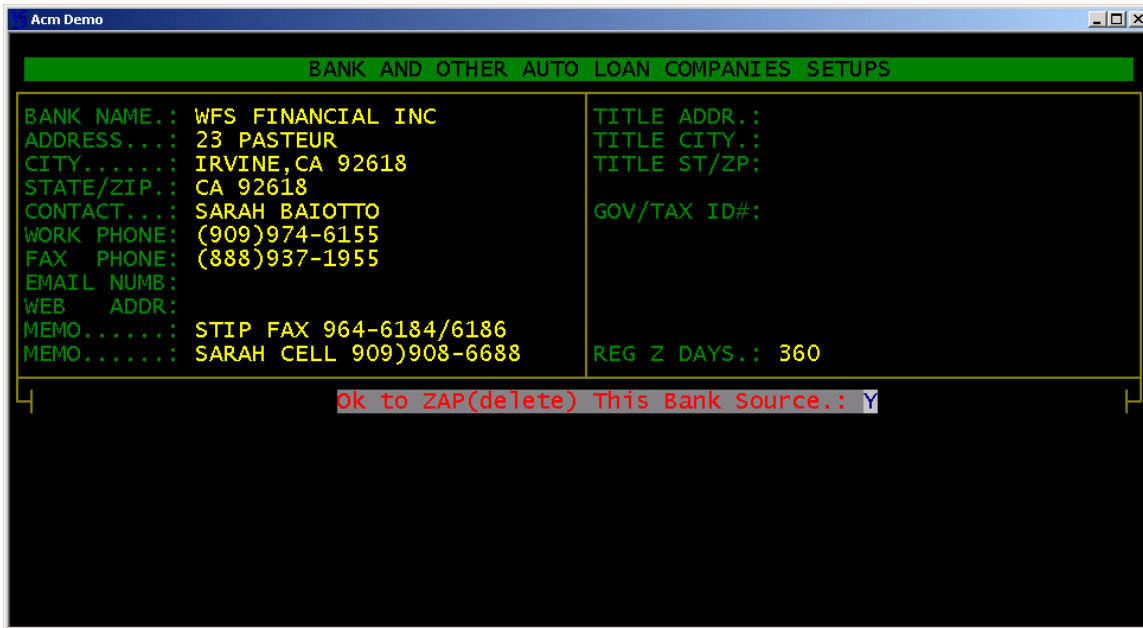 Acm Demo
BANK AND OTHER AUTO LOAN COMPANIES SETUPS
BANK NAME.: WFS FINANCIAL INC
ADDRESS...: 23 PASTEUR
CITY......: IRVINE,CA 92618
STATE/ZIP.: CA 92618
CONTACT...: SARAH BAIOTTO
WORK PHONE: (909)974-6155
FAX  PHONE: (888)937-1955
EMAIL NUMB:
WEB   ADDR:
MEMO......: STIP FAX 964-6184/6186
MEMO......: SARAH CELL 909)908-6688
TITLE ADDR.:
TITLE CITY.:
TITLE ST/ZP:
GOV/TAX ID#:
REG Z DAYS.: 360
Ok to ZAP(delete) This Bank Source.: Y